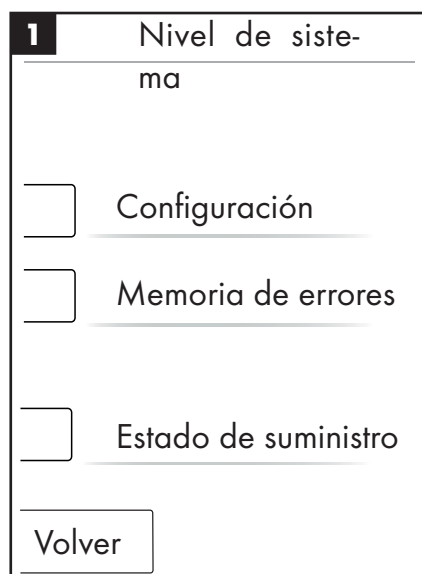 1
Nivel de siste-
ma
Configuración
Memoria de errores
Estado de suministro
Volver